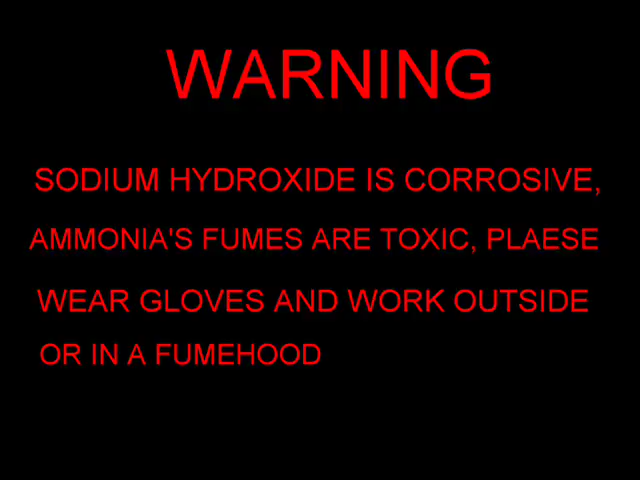 WARNING
SODIUM HYDROXIDE IS CORROSIVE,
AMMONIA'S FUMES ARE TOXIC, PLAESE
WEAR GLOVES AND WORK OUTSIDE
OR IN A FUMEHOOD